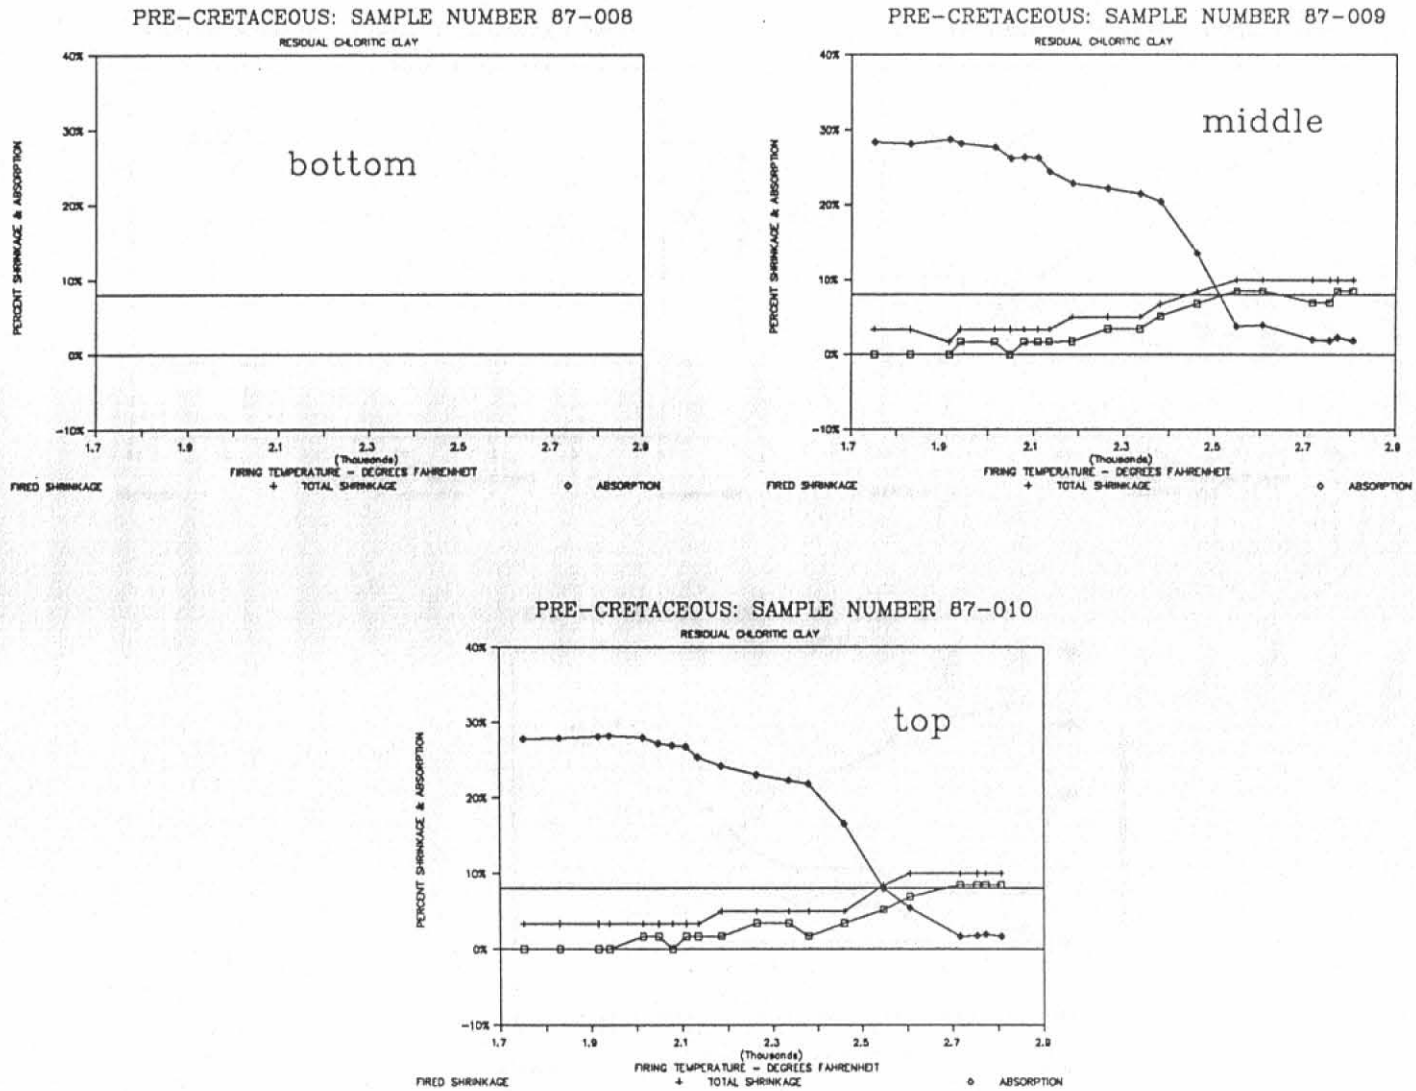 PRE-CRETACEOUS: SAMPLE NUMBER 87-008
RESIDUAL CHLORITIC CLAY
40%
30%
20%
10%
0%
-10%
PERCENT SHRINKAGE & ABSORPTION
bottom
1.7 1.9 2.1 2.3 2.5 2.7 2.9
(Thousands)
FIRING TEMPERATURE - DEGREES FAHRENHEIT
FIRED SHRINKAGE + TOTAL SHRINKAGE ◇ ABSORPTION
PRE-CRETACEOUS: SAMPLE NUMBER 87-009
RESIDUAL CHLORITIC CLAY
40%
30%
20%
10%
0%
-10%
PERCENT SHRINKAGE & ABSORPTION
middle
1.7 1.9 2.1 2.3 2.5 2.7 2.9
(Thousands)
FIRING TEMPERATURE - DEGREES FAHRENHEIT
FIRED SHRINKAGE + TOTAL SHRINKAGE ◇ ABSORPTION
PRE-CRETACEOUS: SAMPLE NUMBER 87-010
RESIDUAL CHLORITIC CLAY
40%
30%
20%
10%
0%
-10%
PERCENT SHRINKAGE & ABSORPTION
top
1.7 1.9 2.1 2.3 2.5 2.7 2.9
(Thousands)
FIRING TEMPERATURE - DEGREES FAHRENHEIT
FIRED SHRINKAGE + TOTAL SHRINKAGE ◇ ABSORPTION